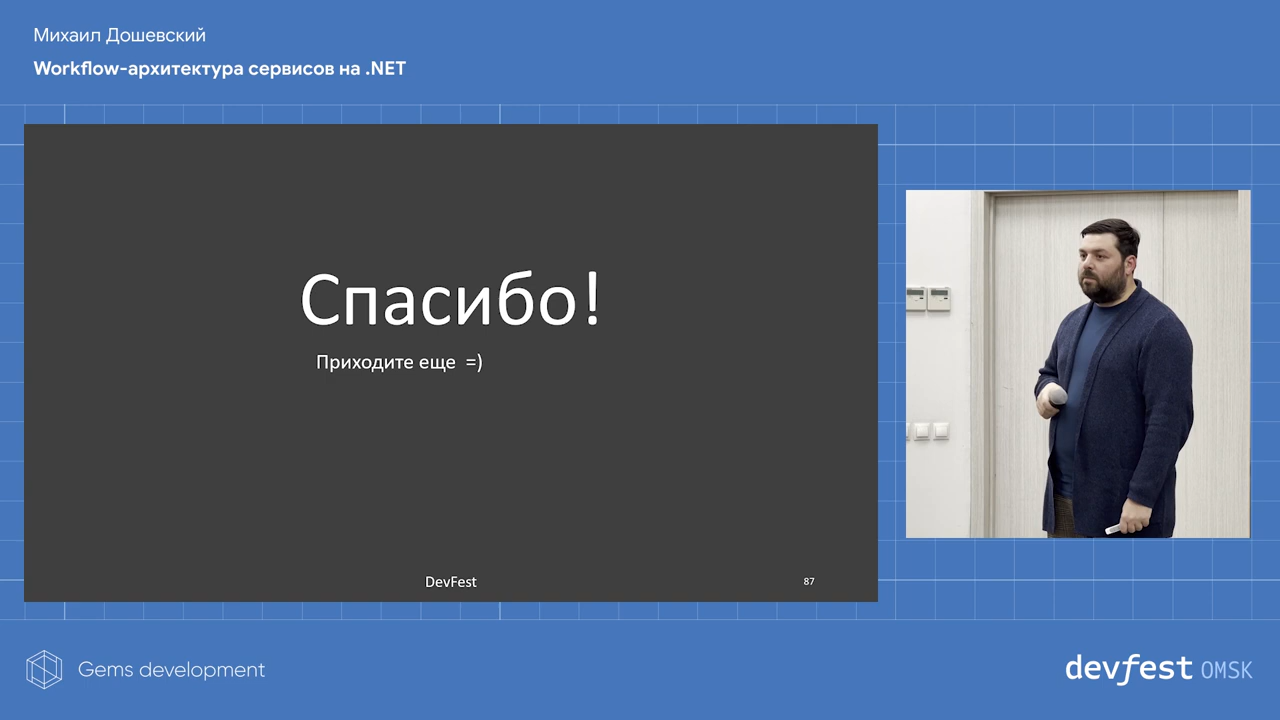 Михаил Дошевский
Workflow-архитектура сервисов на .NET
Спасибо!
Приходите еще =)
DevFest
87
Gems development
devfest OMSK